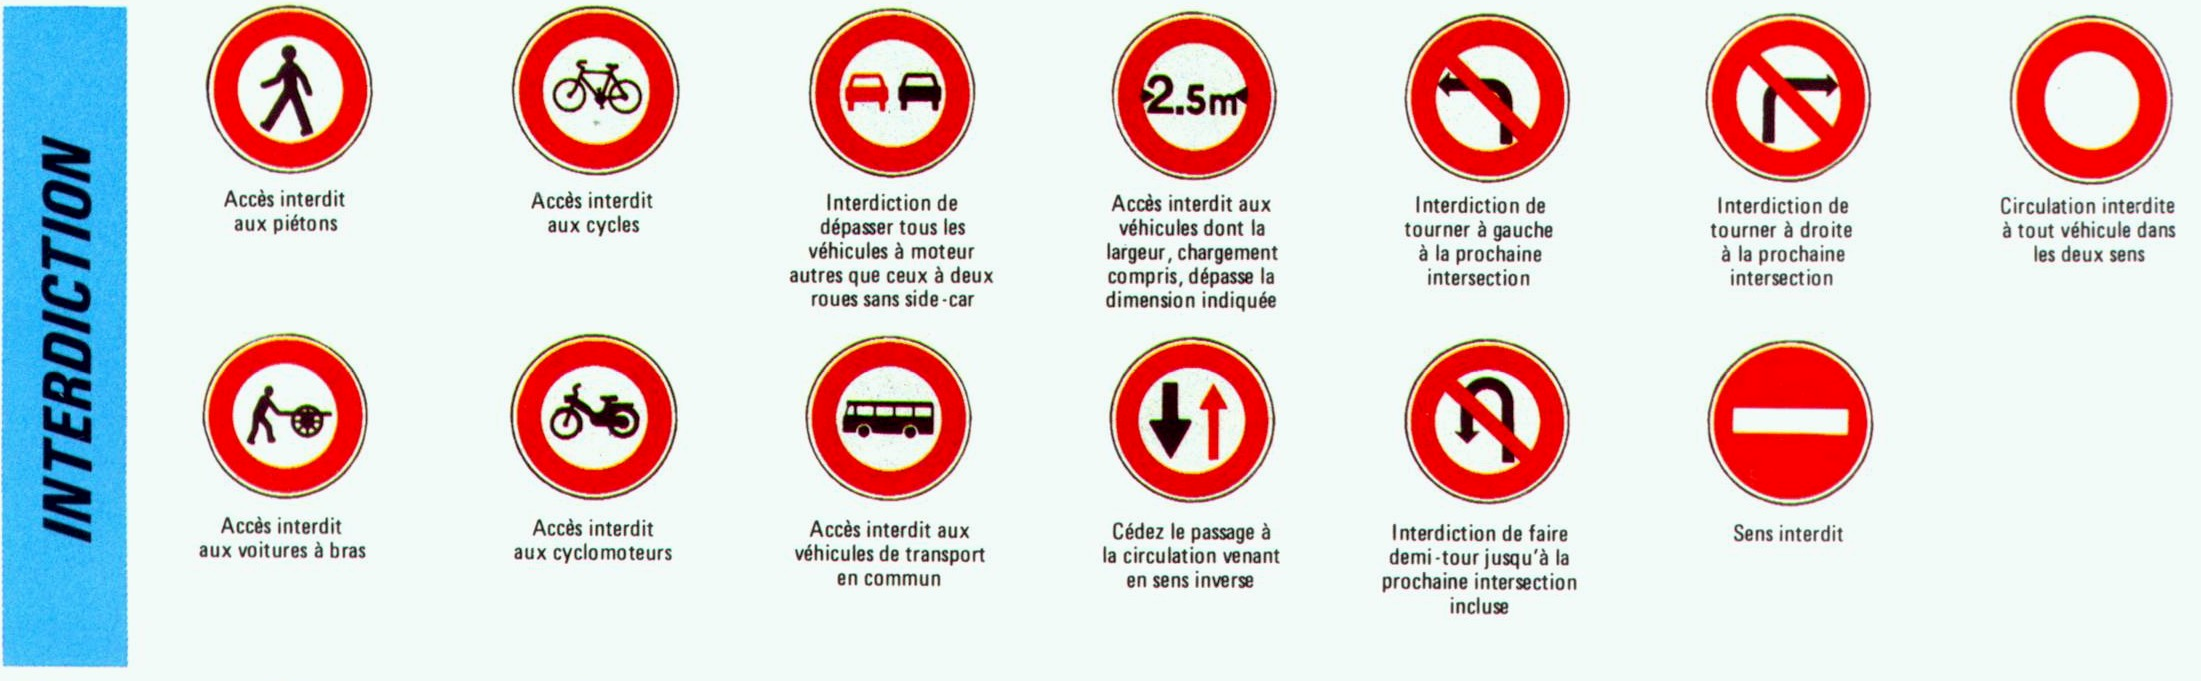 INTERDICTION
Accès interdit
aux piétons
Accès interdit
aux cycles
Interdiction de
dépasser tous les
véhicules à moteur
autres que ceux à deux
roues sans side-car
2.5m
Accès interdit aux
véhicules dont la
largeur, chargement
compris, dépasse la
dimension indiquée
Interdiction de
tourner à gauche
à la prochaine
intersection
Interdiction de
tourner à droite
à la prochaine
intersection
Circulation interdite
à tout véhicule dans
les deux sens
Accès interdit
aux voitures à bras
Accès interdit
aux cyclomoteurs
Accès interdit aux
véhicules de transport
en commun
Cédez le passage à
la circulation venant
en sens inverse
Interdiction de faire
demi-tour jusqu'à la
prochaine intersection
incluse
Sens interdit